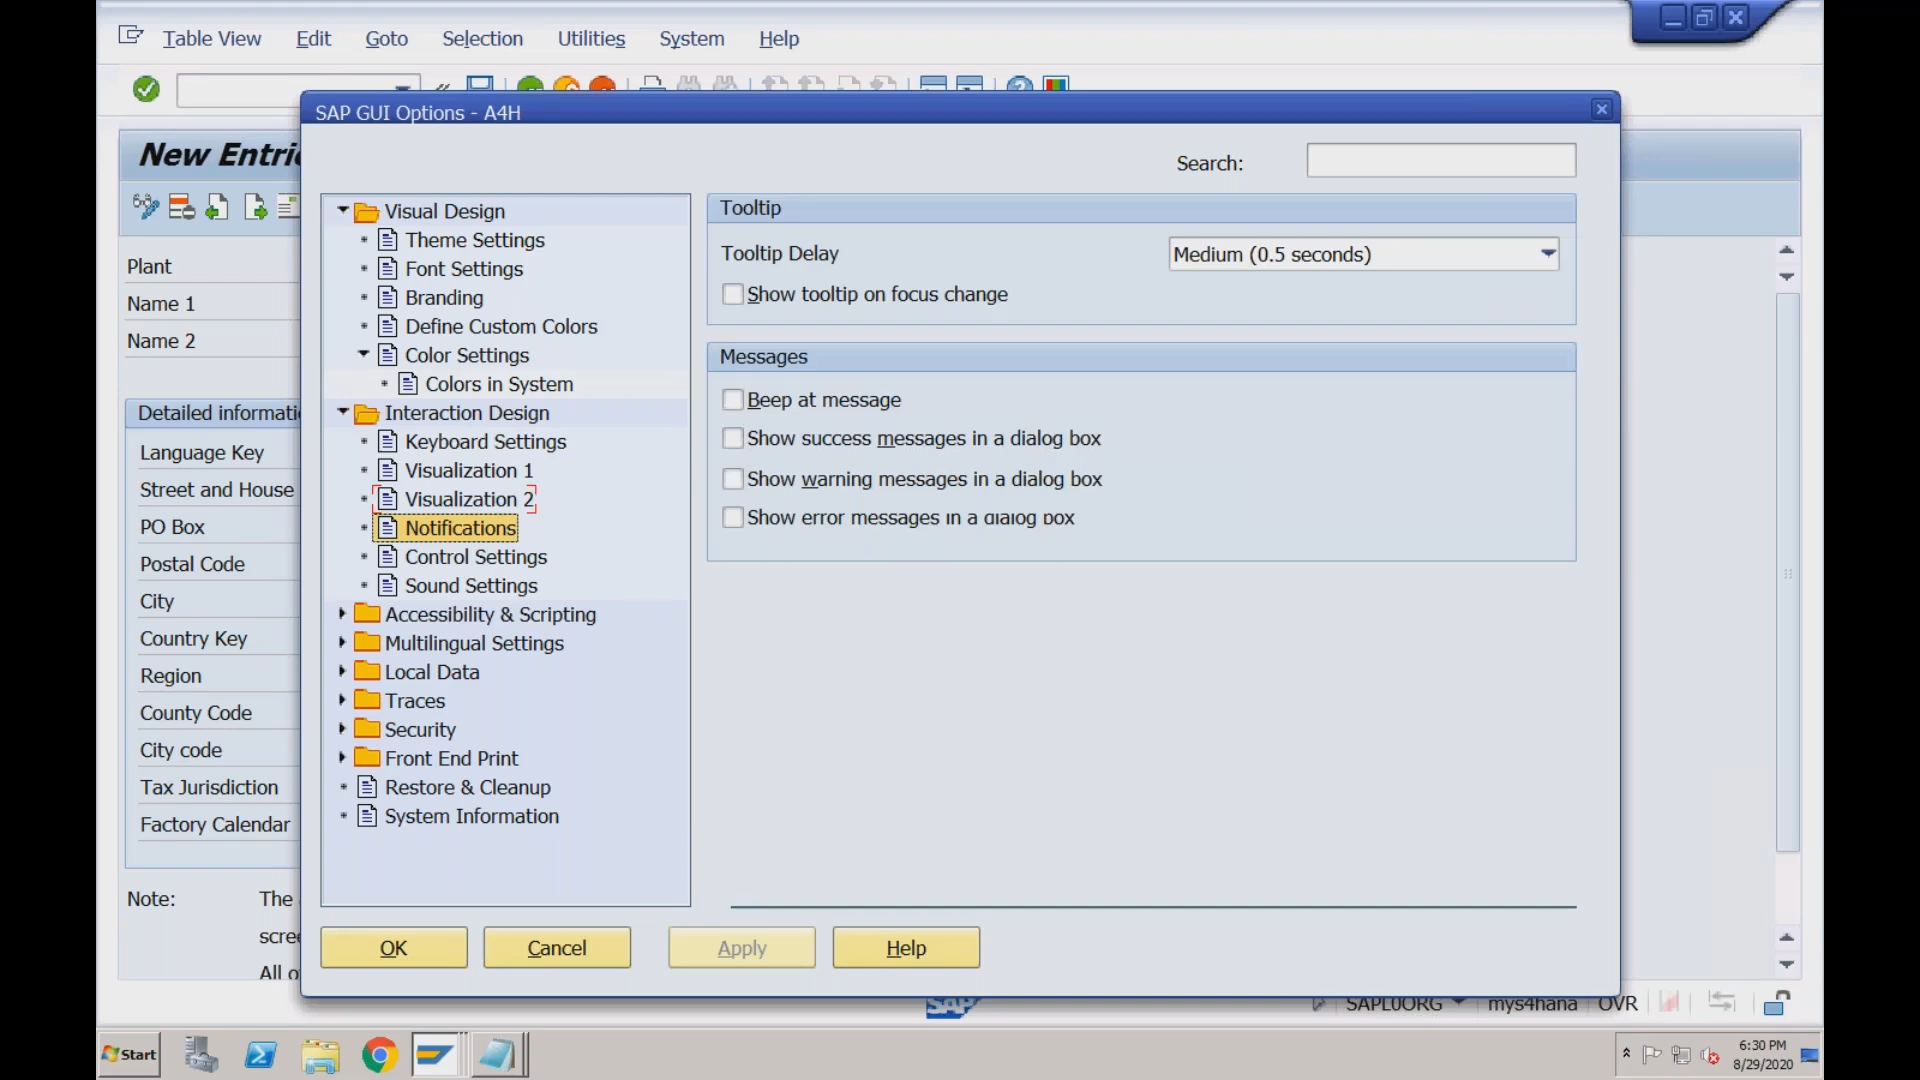 Table View Edit Goto Selection Utilities System Help
SAP GUI Options - A4H
New Entrie
Search:
Visual Design
Theme Settings
Font Settings
Branding
Define Custom Colors
Color Settings
Colors in System
Interaction Design
Keyboard Settings
Visualization 1
Visualization 2
Notifications
Control Settings
Sound Settings
Accessibility & Scripting
Multilingual Settings
Local Data
Traces
Security
Front End Print
Restore & Cleanup
System Information
Tooltip
Tooltip Delay Medium (0.5 seconds)
Show tooltip on focus change
Messages
Beep at message
Show success messages in a dialog box
Show warning messages in a dialog box
Show error messages in a dialog box
OK Cancel Apply Help
Plant
Name 1
Name 2
Detailed informati
Language Key
Street and House
PO Box
Postal Code
City
Country Key
Region
County Code
City code
Tax Jurisdiction
Factory Calendar
Note: The
scree
All o
SAP SAPL0ORG mys4hana OVR
Start
6:30 PM
8/29/2020